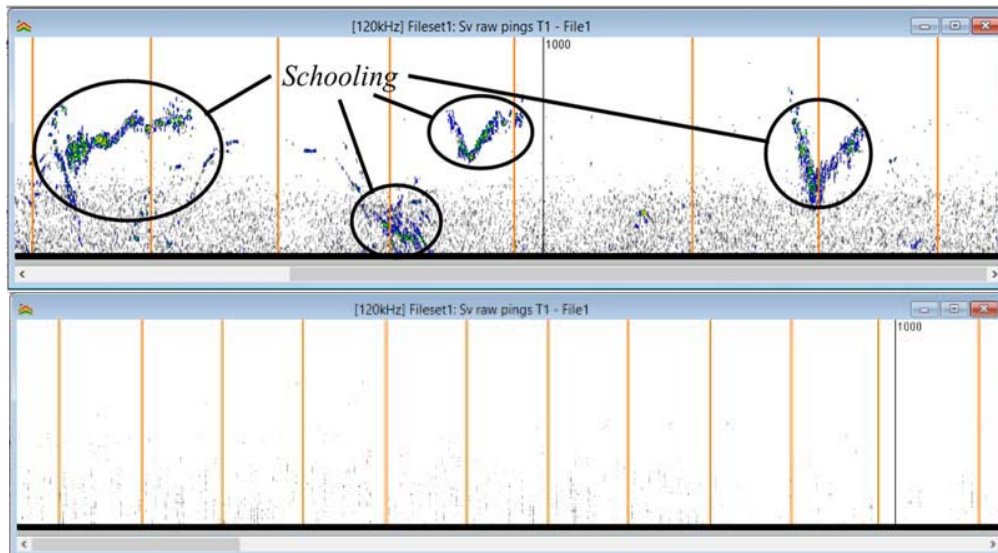 [120kHz] Fileset1: Sv raw pings T1 - File1
1000
Schooling
[120kHz] Fileset1: Sv raw pings T1 - File1
1000